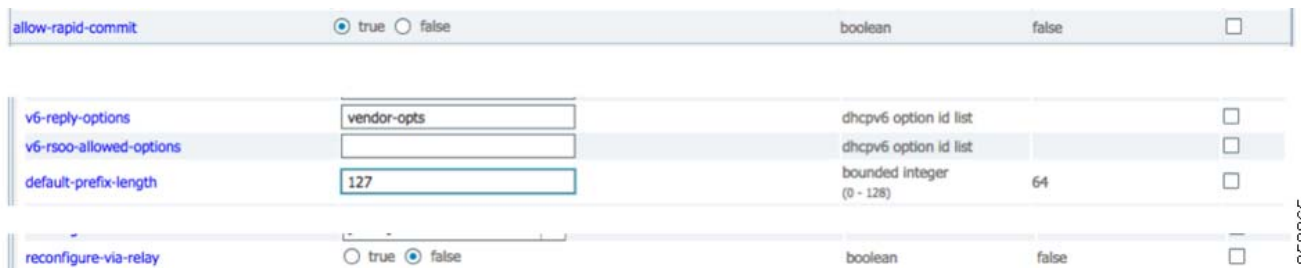 allow-rapid-commit true false boolean false
v6-reply-options vendor-opts dhcpv6 option id list
v6-rsoo-allowed-options dhcpv6 option id list
default-prefix-length 127 bounded integer 64
(0 - 128)
reconfigure-via-relay true false boolean false